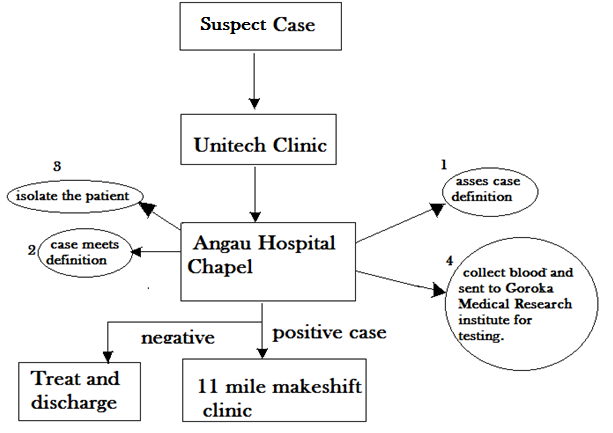 Suspect Case
Unitech Clinic
3
isolate the patient
1
asses case
definition
2
case meets
definition
Angau Hospital
Chapel
4
collect blood and
sent to Goroka
Medical Research
institute for
testing.
negative
positive case
Treat and
discharge
11 mile makeshift
clinic